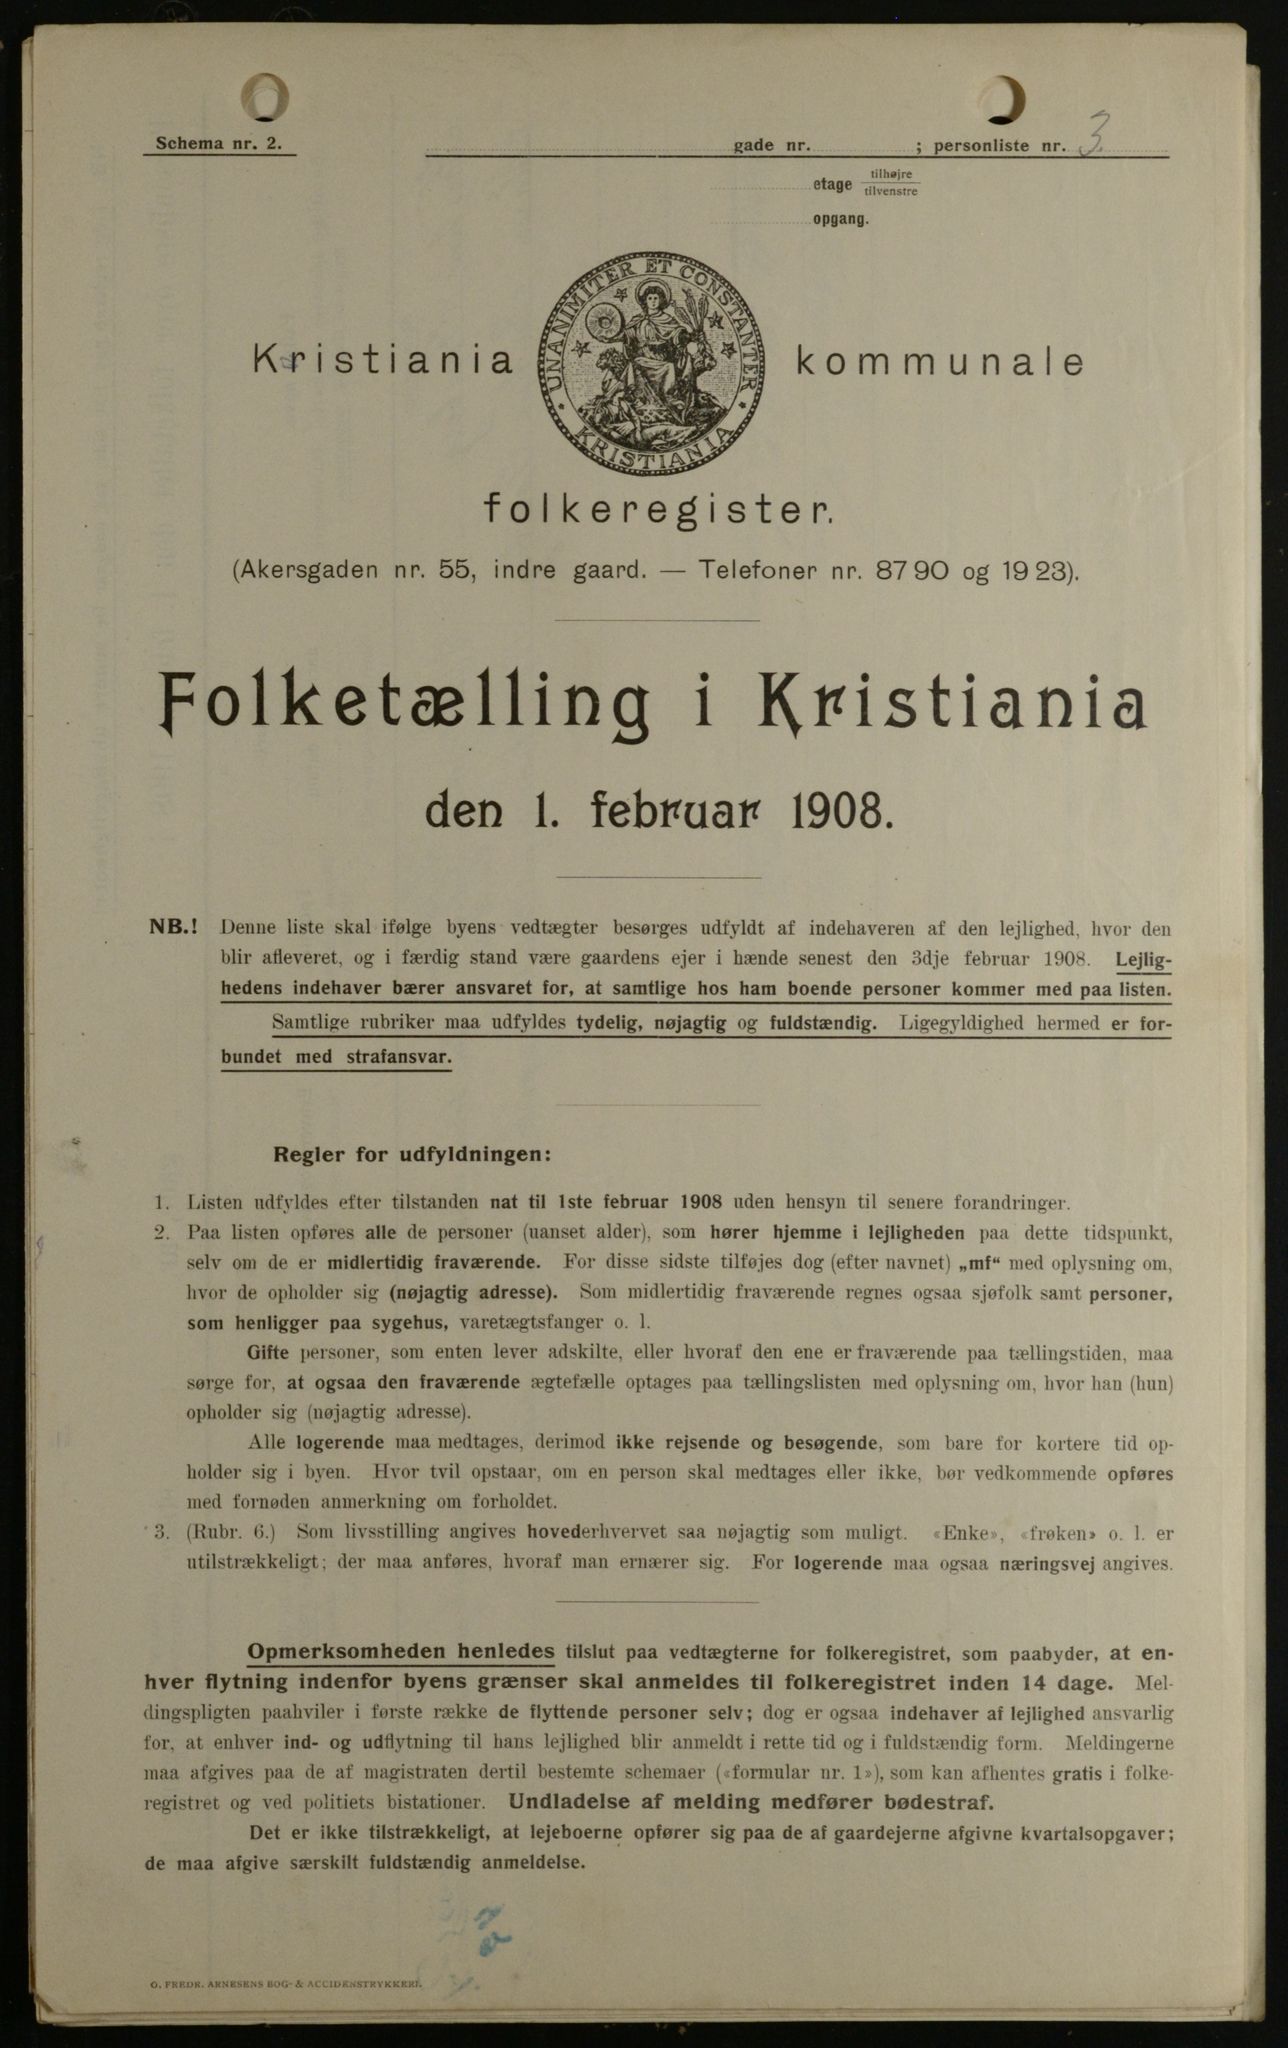 Schema nr. 2. gade nr. ; personliste nr. 3.
etage tilhøjre
tilvenstre
opgang.
UNANIMITER ET CONSTANTER
KRISTIANIA
Kristiania kommunale
folkeregister.
(Akersgaden nr. 55, indre gaard. — Telefoner nr. 8790 og 1923).
Folketælling i Kristiania
den 1. februar 1908.
NB.! Denne liste skal ifølge byens vedtægter besørges udfyldt af indehaveren af den lejlighed, hvor den
blir afleveret, og i færdig stand være gaardens ejer i hænde senest den 3dje februar 1908. Lejlig-
hedens indehaver bærer ansvaret for, at samtlige hos ham boende personer kommer med paa listen.
Samtlige rubriker maa udfyldes tydelig, nøjagtig og fuldstændig. Ligegyldighed hermed er for-
bundet med strafansvar.
Regler for udfyldningen:
1. Listen udfyldes efter tilstanden nat til 1ste februar 1908 uden hensyn til senere forandringer.
2. Paa listen opføres alle de personer (uanset alder), som hører hjemme i lejligheden paa dette tidspunkt,
selv om de er midlertidig fraværende. For disse sidste tilføjes dog (efter navnet) „mf“ med oplysning om,
hvor de opholder sig (nøjagtig adresse). Som midlertidig fraværende regnes ogsaa sjøfolk samt personer,
som henligger paa sygehus, varetægtsfanger o. l.
Gifte personer, som enten lever adskilte, eller hvoraf den ene er fraværende paa tællingstiden, maa
sørge for, at ogsaa den fraværende ægtefælle optages paa tællingslisten med oplysning om, hvor han (hun)
opholder sig (nøjagtig adresse).
Alle logerende maa medtages, derimod ikke rejsende og besøgende, som bare for kortere tid op-
holder sig i byen. Hvor tvil opstaar, om en person skal medtages eller ikke, bør vedkommende opføres
med fornøden anmerkning om forholdet.
3. (Rubr. 6.) Som livsstilling angives hovederhvervet saa nøjagtig som muligt. «Enke», «frøken» o. l. er
utilstrækkeligt; der maa anføres, hvoraf man ernærer sig. For logerende maa ogsaa næringsvej angives.
Opmerksomheden henledes tilslut paa vedtægterne for folkeregistret, som paabyder, at en-
hver flytning indenfor byens grænser skal anmeldes til folkeregistret inden 14 dage. Mel-
dingspligten paahviler i første række de flyttende personer selv; dog er ogsaa indehaver af lejlighed ansvarlig
for, at enhver ind- og udflytning til hans lejlighed blir anmeldt i rette tid og i fuldstændig form. Meldingerne
maa afgives paa de af magistraten dertil bestemte schemaer («formular nr. 1»), som kan afhentes gratis i folke-
registret og ved politiets bistationer. Undladelse af melding medfører bødestraf.
Det er ikke tilstrækkeligt, at lejeboerne opfører sig paa de af gaardejerne afgivne kvartalsopgaver;
de maa afgive særskilt fuldstændig anmeldelse.
O. FREDR. ARNESENS BOG- & ACCIDENSTRYKKERI.